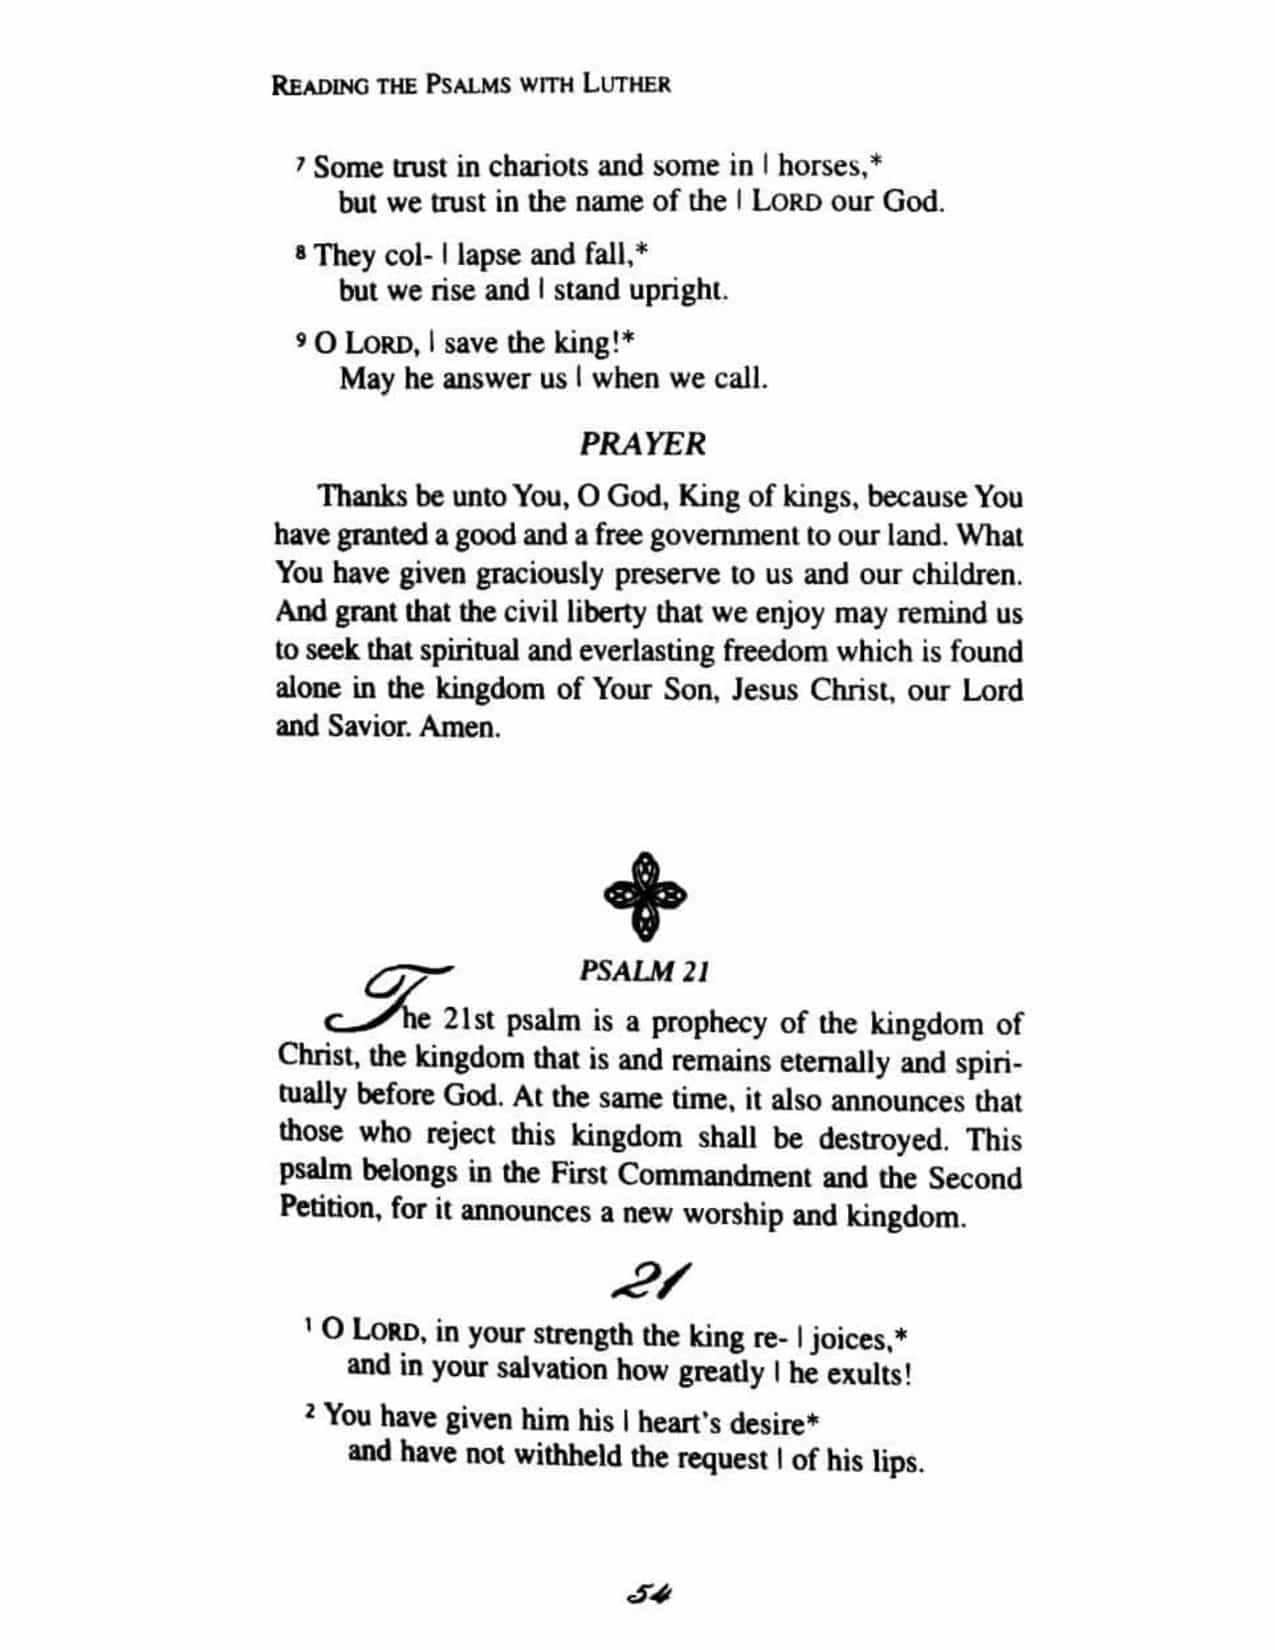 READING THE PSALMS WITH LUTHER
7 Some trust in chariots and some in | horses,*
but we trust in the name of the | LORD our God.
8 They col- | lapse and fall,*
but we rise and | stand upright.
9 O LORD, | save the king!*
May he answer us | when we call.
PRAYER
Thanks be unto You, O God, King of kings, because You
have granted a good and a free government to our land. What
You have given graciously preserve to us and our children.
And grant that the civil liberty that we enjoy may remind us
to seek that spiritual and everlasting freedom which is found
alone in the kingdom of Your Son, Jesus Christ, our Lord
and Savior. Amen.
PSALM 21
The 21st psalm is a prophecy of the kingdom of
Christ, the kingdom that is and remains eternally and spiri-
tually before God. At the same time, it also announces that
those who reject this kingdom shall be destroyed. This
psalm belongs in the First Commandment and the Second
Petition, for it announces a new worship and kingdom.
21
1 O LORD, in your strength the king re- | joices,*
and in your salvation how greatly | he exults!
2 You have given him his | heart's desire*
and have not withheld the request | of his lips.
54